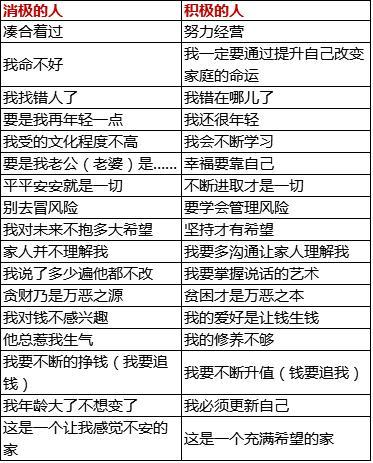 消极的人 积极的人
凑合着过 努力经营
我命不好 我一定要通过提升自己改变
家庭的命运
我找错人了 我错在哪儿了
要是我再年轻一点 我还很年轻
我受的文化程度不高 我会不断学习
要是我老公（老婆）是…… 幸福要靠自己
平平安安就是一切 不断进取才是一切
别去冒风险 要学会管理风险
我对未来不抱多大希望 坚持才有希望
家人并不理解我 我要多沟通让家人理解我
我说了多少遍他都不改 我要掌握说话的艺术
贪财乃是万恶之源 贫困才是万恶之本
我对钱不感兴趣 我的爱好是让钱生钱
他总惹我生气 我的修养不够
我要不断的挣钱（我要追
钱） 我要不断升值（钱要追我）
我年龄大了不想变了 我必须更新自己
这是一个让我感觉不安的
家 这是一个充满希望的家